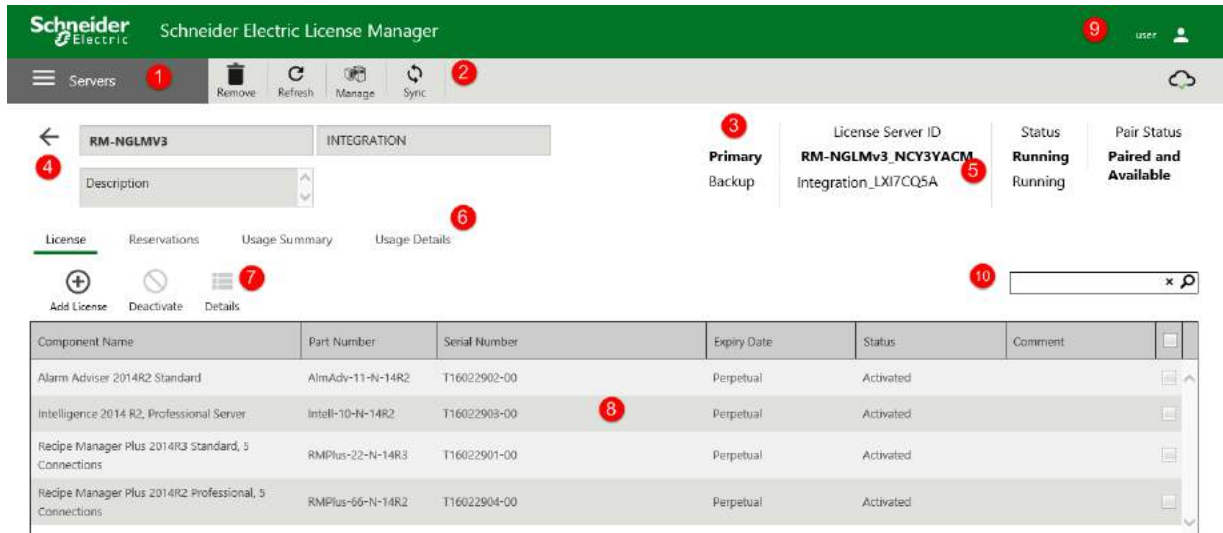 Schneider Electric
Schneider Electric License Manager
9
user
Servers
1
Remove
Refresh
Manage
Sync
2
RM-NGLMV3
INTEGRATION
4
Description
3
Primary
Backup
License Server ID
RM-NGLMv3_NCY3YACM
Integration_LXI7CQ5A
5
Status
Running
Running
Pair Status
Paired and
Available
6
License Reservations Usage Summary Usage Details
7
Add License Deactivate Details
10
Component Name Part Number Serial Number Expiry Date Status Comment
Alarm Adviser 2014R2 Standard AlmAdv-11-N-14R2 T16022902-00 Perpetual Activated
8
Intelligence 2014 R2, Professional Server Intell-10-N-14R2 T16022903-00 Perpetual Activated
Recipe Manager Plus 2014R3 Standard, 5
Connections
RMPlus-22-N-14R3 T16022901-00 Perpetual Activated
Recipe Manager Plus 2014R2 Professional, 5
Connections
RMPlus-66-N-14R2 T16022904-00 Perpetual Activated